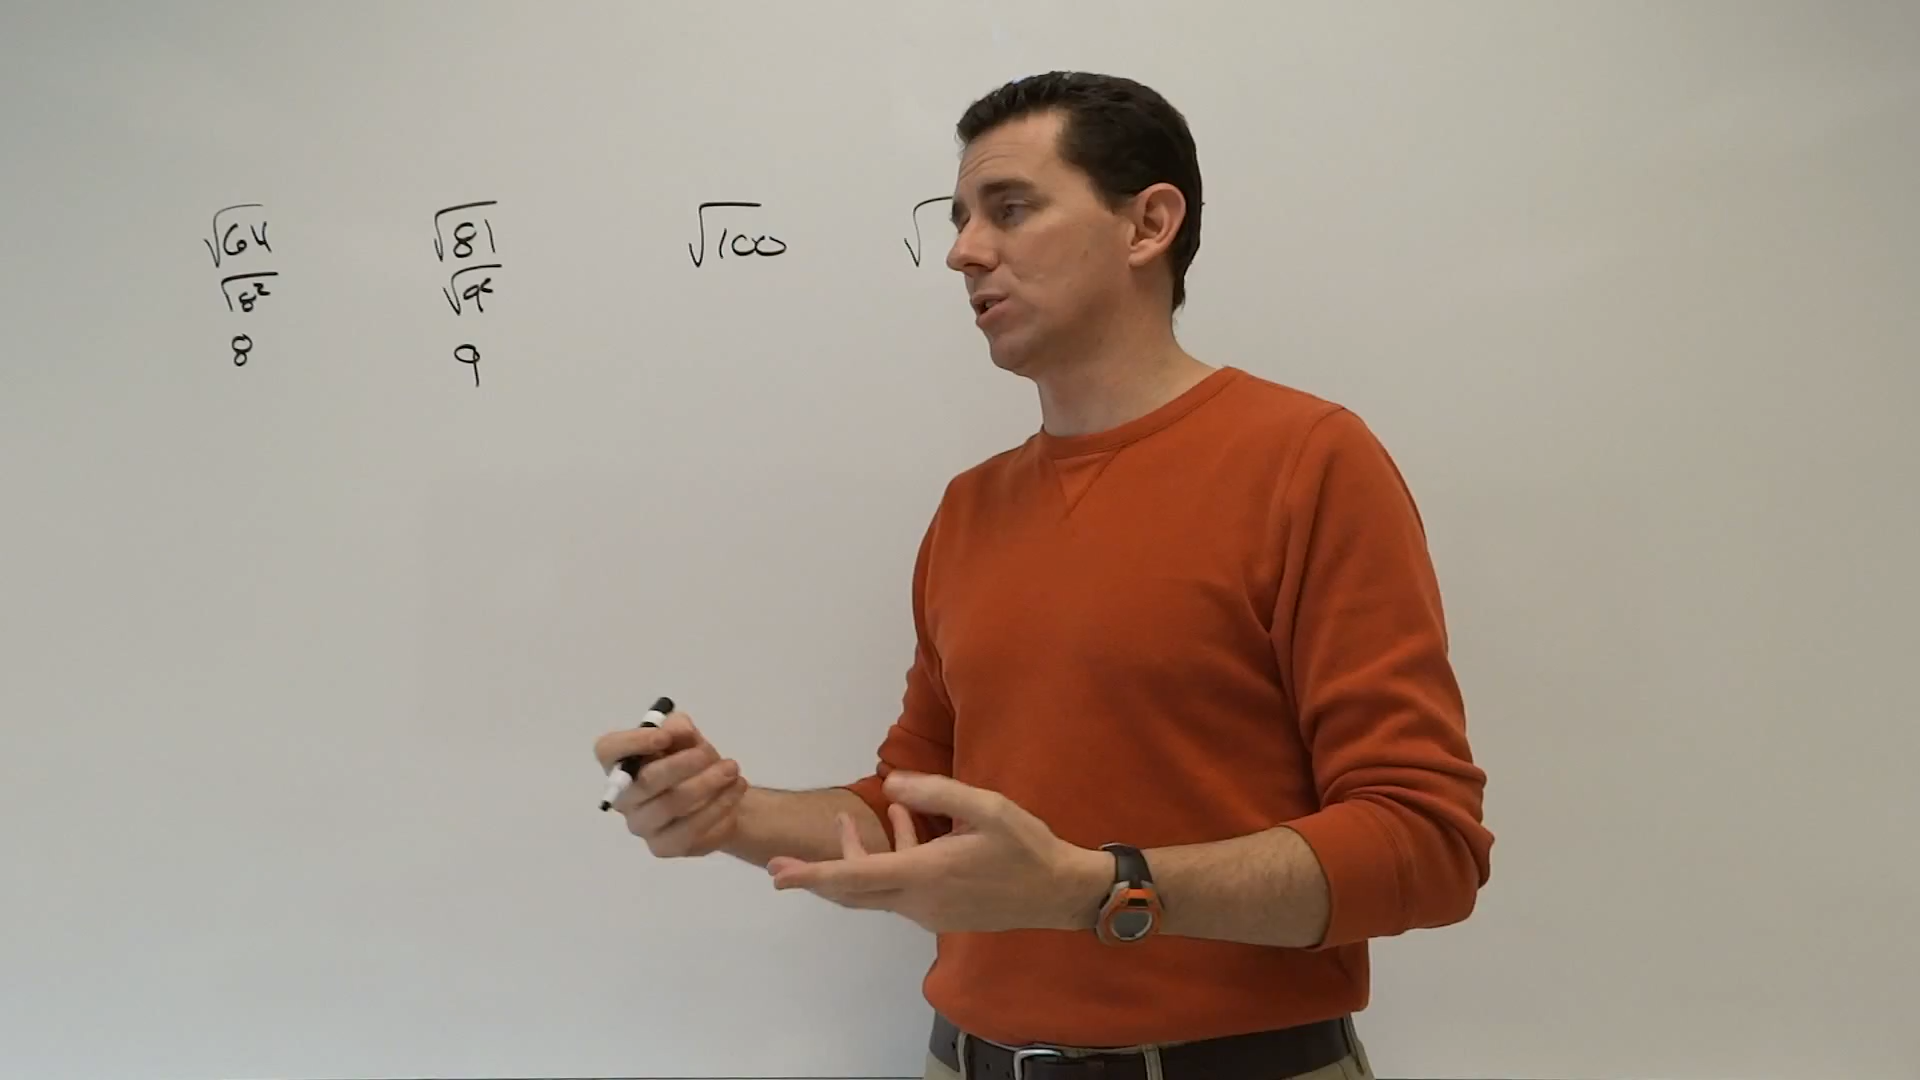 √64 √81 √100 √
√8² √9²
8 9